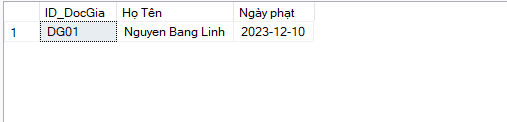 ID_DocGia Họ Tên Ngày phạt
1 DG01 Nguyen Bang Linh 2023-12-10